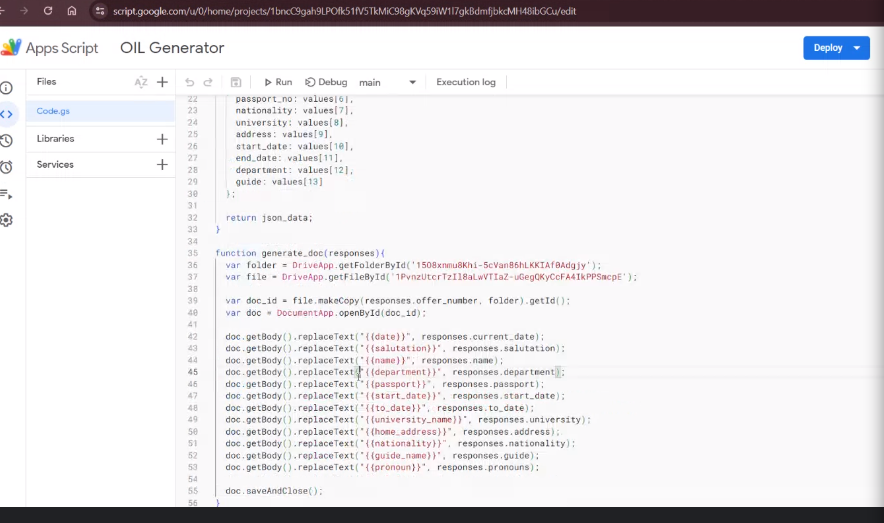 script.google.com/u/0/home/projects/1bncC9gah9LPOfk51fV5TkMiC98gKVq59iW1l7gkBdmfjbkcMH48ibGCu/edit
Apps Script OIL Generator Deploy
Files AZ Run Debug main Execution log
Code.gs
Libraries
Services
22 passport_no: values[6],
23 nationality: values[7],
24 university: values[8],
25 address: values[9],
26 start_date: values[10],
27 end_date: values[11],
28 department: values[12],
29 guide: values[13]
30 };
31
32 return json_data;
33 }
34
35 function generate_doc(responses){
36 var folder = DriveApp.getFolderById('15O8xnmu8Khi-5cVan86hLKKIAf0Adgjy');
37 var file = DriveApp.getFileById('1PvnzUtcrTzIl8aLwVTIaZ-uGegQKyCcFA4IkPPSmcpE');
38
39 var doc_id = file.makeCopy(responses.offer_number, folder).getId();
40 var doc = DocumentApp.openById(doc_id);
41
42 doc.getBody().replaceText("{{date}}", responses.current_date);
43 doc.getBody().replaceText("{{salutation}}", responses.salutation);
44 doc.getBody().replaceText("{{name}}", responses.name);
45 doc.getBody().replaceText("{{department}}", responses.department);
46 doc.getBody().replaceText("{{passport}}", responses.passport);
47 doc.getBody().replaceText("{{start_date}}", responses.start_date);
48 doc.getBody().replaceText("{{to_date}}", responses.to_date);
49 doc.getBody().replaceText("{{university_name}}", responses.university);
50 doc.getBody().replaceText("{{home_address}}", responses.address);
51 doc.getBody().replaceText("{{nationality}}", responses.nationality);
52 doc.getBody().replaceText("{{guide_name}}", responses.guide);
53 doc.getBody().replaceText("{{pronoun}}", responses.pronouns);
54
55 doc.saveAndClose();
56 }